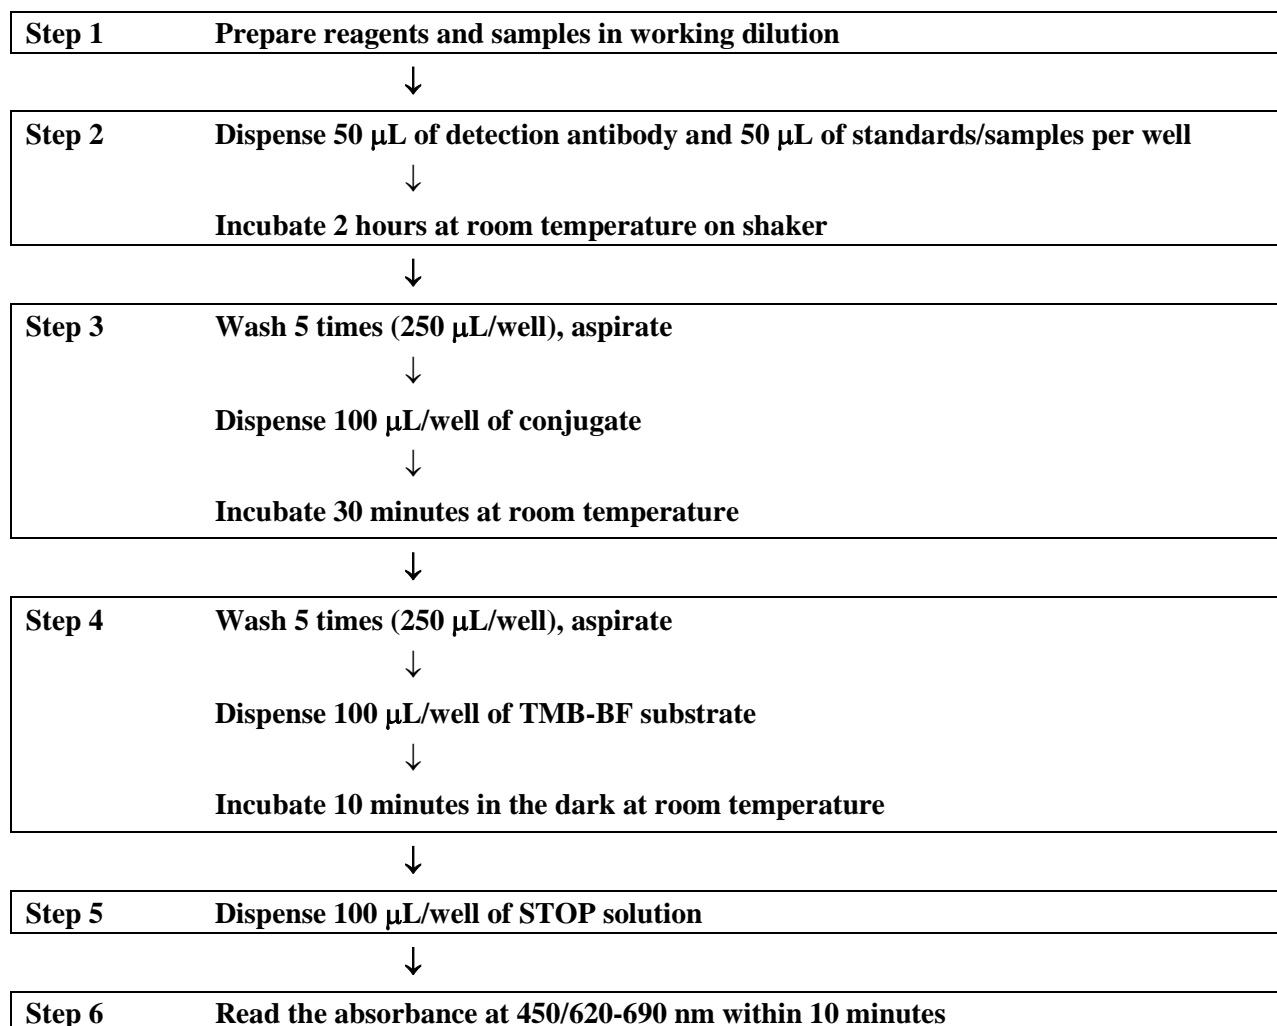 Step 1 Prepare reagents and samples in working dilution
↓
Step 2 Dispense 50 μL of detection antibody and 50 μL of standards/samples per well
↓
Incubate 2 hours at room temperature on shaker
↓
Step 3 Wash 5 times (250 μL/well), aspirate
↓
Dispense 100 μL/well of conjugate
↓
Incubate 30 minutes at room temperature
↓
Step 4 Wash 5 times (250 μL/well), aspirate
↓
Dispense 100 μL/well of TMB-BF substrate
↓
Incubate 10 minutes in the dark at room temperature
↓
Step 5 Dispense 100 μL/well of STOP solution
↓
Step 6 Read the absorbance at 450/620-690 nm within 10 minutes